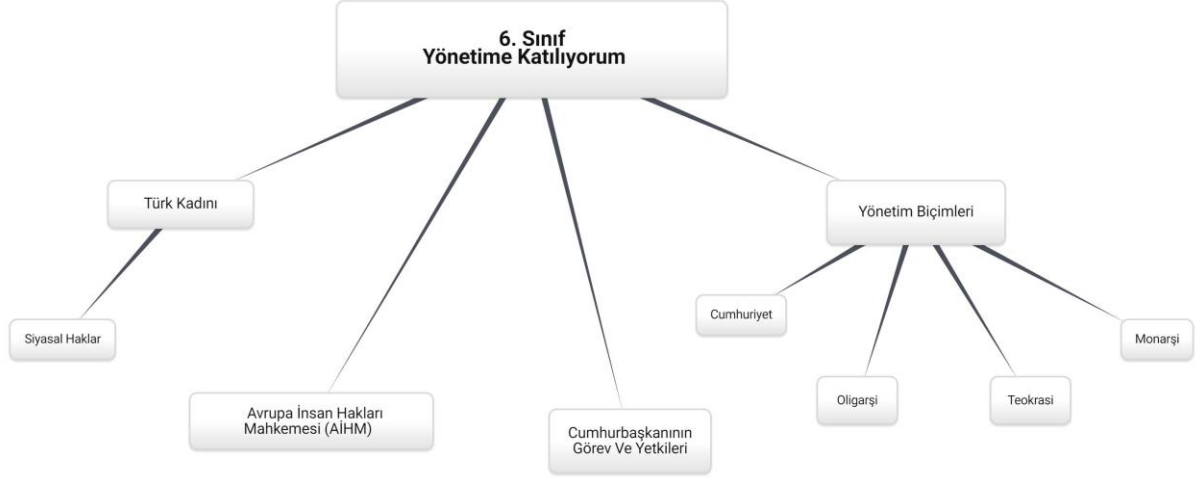 6. Sınıf
Yönetime Katılıyorum
Türk Kadını
Yönetim Biçimleri
Siyasal Haklar
Cumhuriyet
Monarşi
Oligarşi
Teokrasi
Avrupa İnsan Hakları
Mahkemesi (AİHM)
Cumhurbaşkanının
Görev Ve Yetkileri